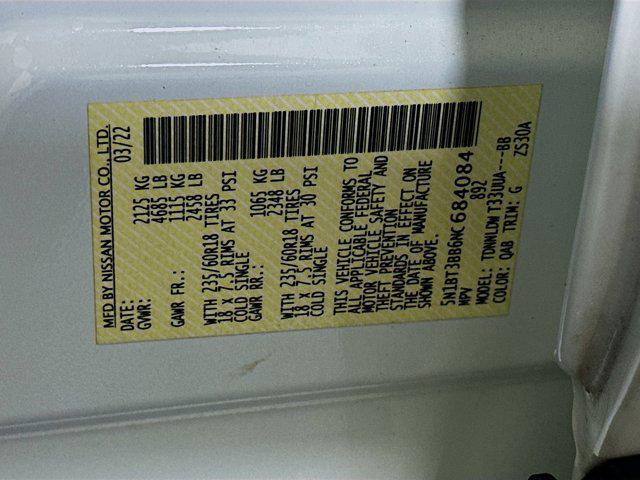 MFD BY NISSAN MOTOR CO., LTD.
DATE: 03/22
GVWR: 2125 KG
4685 LB
GAWR FR.: 1115 KG
2458 LB
WITH 235/60R18 TIRES
18 X 7.5 RIMS AT 33 PSI
COLD SINGLE
GAWR RR.: 1065 KG
2348 LB
WITH 235/60R18 TIRES
18 X 7.5 RIMS AT 30 PSI
COLD SINGLE
THIS VEHICLE CONFORMS TO
ALL APPLICABLE FEDERAL
MOTOR VEHICLE SAFETY AND
THEFT PREVENTION
STANDARDS IN EFFECT ON
THE DATE OF MANUFACTURE
SHOWN ABOVE.
5N1BT3BB6NC684084
MPV 892
MODEL: TDWNLDW T33UUA---BB
COLOR: QAB TRIM: G ZS30A